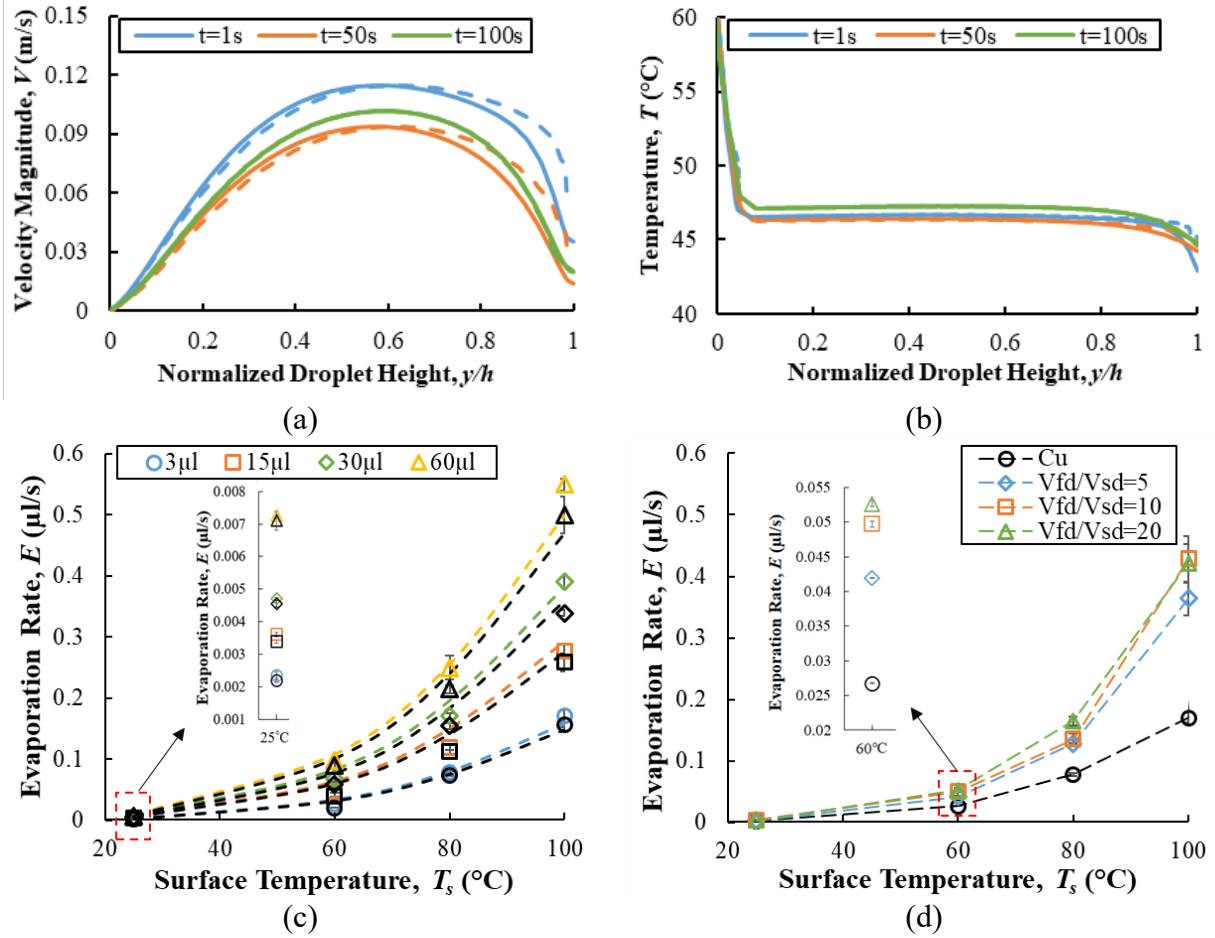 0.15
0.12
0.09
0.06
0.03
0
Velocity Magnitude, V (m/s)
t=1s t=50s t=100s
0 0.2 0.4 0.6 0.8 1
Normalized Droplet Height, y/h
(a)
60
55
50
45
40
Temperature, T (°C)
t=1s t=50s t=100s
0 0.2 0.4 0.6 0.8 1
Normalized Droplet Height, y/h
(b)
0.6
0.5
0.4
0.3
0.2
0.1
0
Evaporation Rate, E (µl/s)
3µl 15µl 30µl 60µl
0.008
0.007
0.006
0.005
0.004
0.003
0.002
0.001
Evaporation Rate, E (µl/s)
25°C
20 40 60 80 100
Surface Temperature, Ts (°C)
(c)
0.6
0.5
0.4
0.3
0.2
0.1
0
Evaporation Rate, E (µl/s)
Cu
Vfd/Vsd=5
Vfd/Vsd=10
Vfd/Vsd=20
0.055
0.05
0.045
0.04
0.035
0.03
0.025
0.02
Evaporation Rate, E (µl/s)
60°C
20 40 60 80 100
Surface Temperature, Ts (°C)
(d)